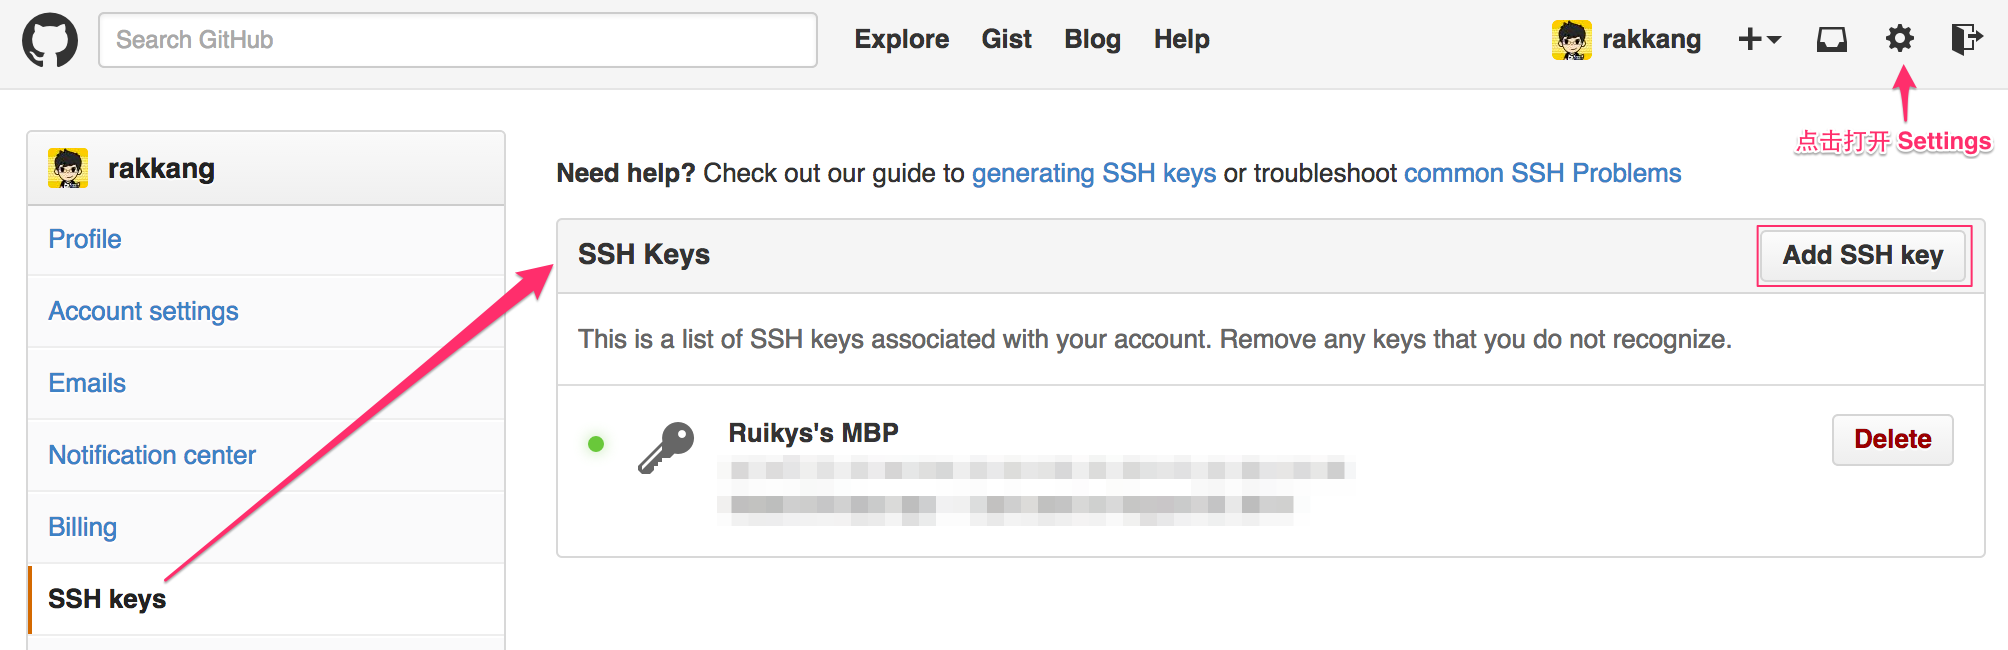 Search GitHub
Explore Gist Blog Help
rakkang
点击打开 Settings
rakkang
Profile
Account settings
Emails
Notification center
Billing
SSH keys
Need help? Check out our guide to generating SSH keys or troubleshoot common SSH Problems
SSH Keys
Add SSH key
This is a list of SSH keys associated with your account. Remove any keys that you do not recognize.
Ruikys's MBP
Delete